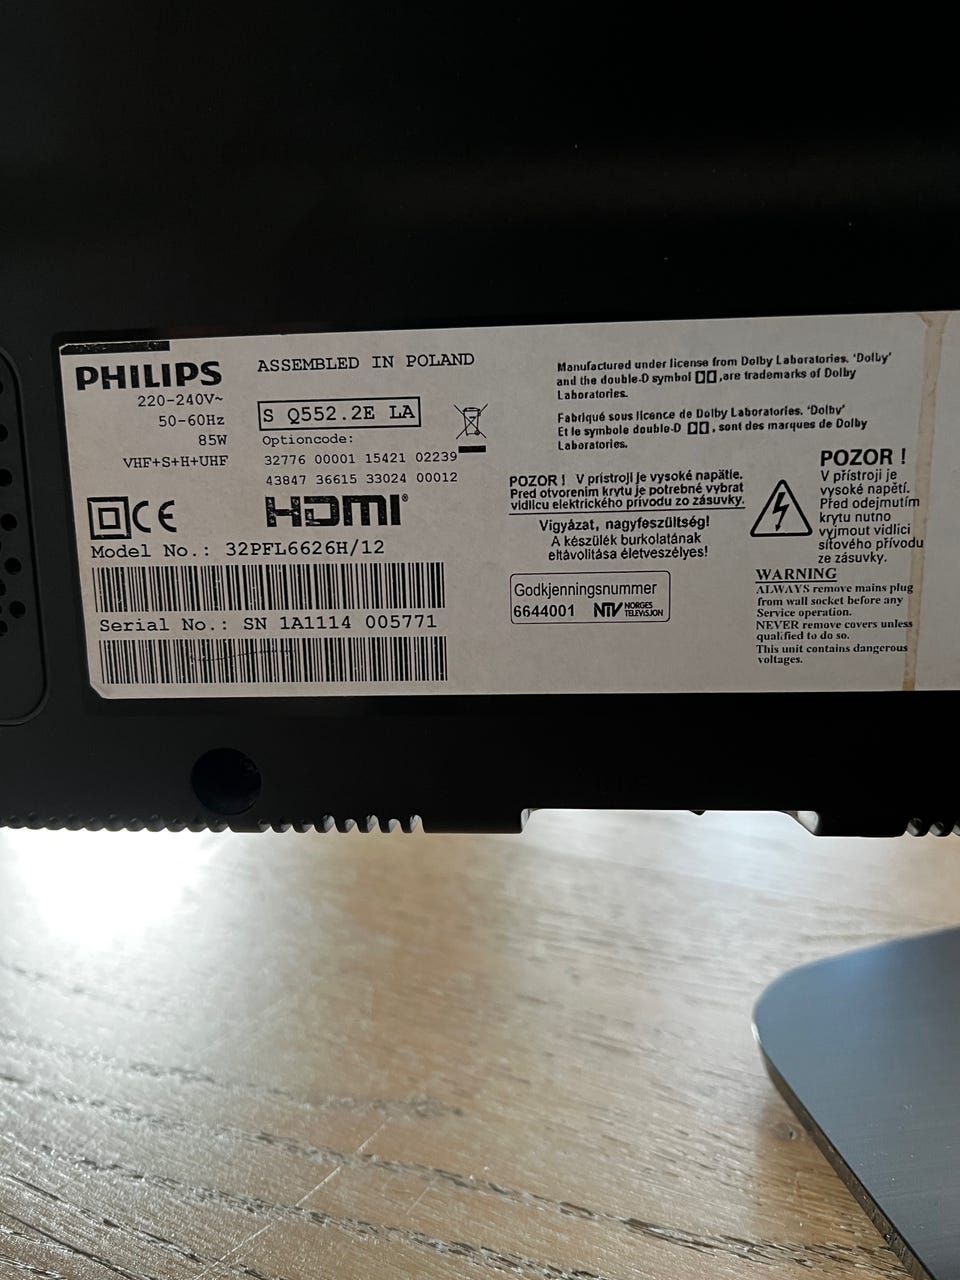 PHILIPS
220-240V~
50-60Hz
85W
VHF+S+H+UHF
ASSEMBLED IN POLAND
S Q552.2E LA
Optioncode:
32776 00001 15421 02239
43847 36615 33024 00012
CE
HDMI®
Model No.: 32PFL6626H/12
Serial No.: SN 1A1114 005771
Manufactured under license from Dolby Laboratories. ‘Dolby’
and the double-D symbol ,are trademarks of Dolby
Laboratories.
Fabriqué sous licence de Dolby Laboratories. ‘Dolby’
Et le symbole double-D , sont des marques de Dolby
Laboratories.
POZOR ! V prístroji je vysoké napätie.
Pred otvorením krytu je potrebné vybrat
vidlicu elektrického prívodu zo zásuvky.
Vigyázat, nagyfeszültség!
A készülék burkolatának
eltávolítása életveszélyes!
Godkjenningsnummer
6644001 NTV NORGES
TELEVISJON
POZOR !
V přístroji je
vysoké napětí.
Před odejmutím
krytu nutno
vyjmout vidlici
síťového přívodu
ze zásuvky.
WARNING
ALWAYS remove mains plug
from wall socket before any
Service operation.
NEVER remove covers unless
qualified to do so.
This unit contains dangerous
voltages.